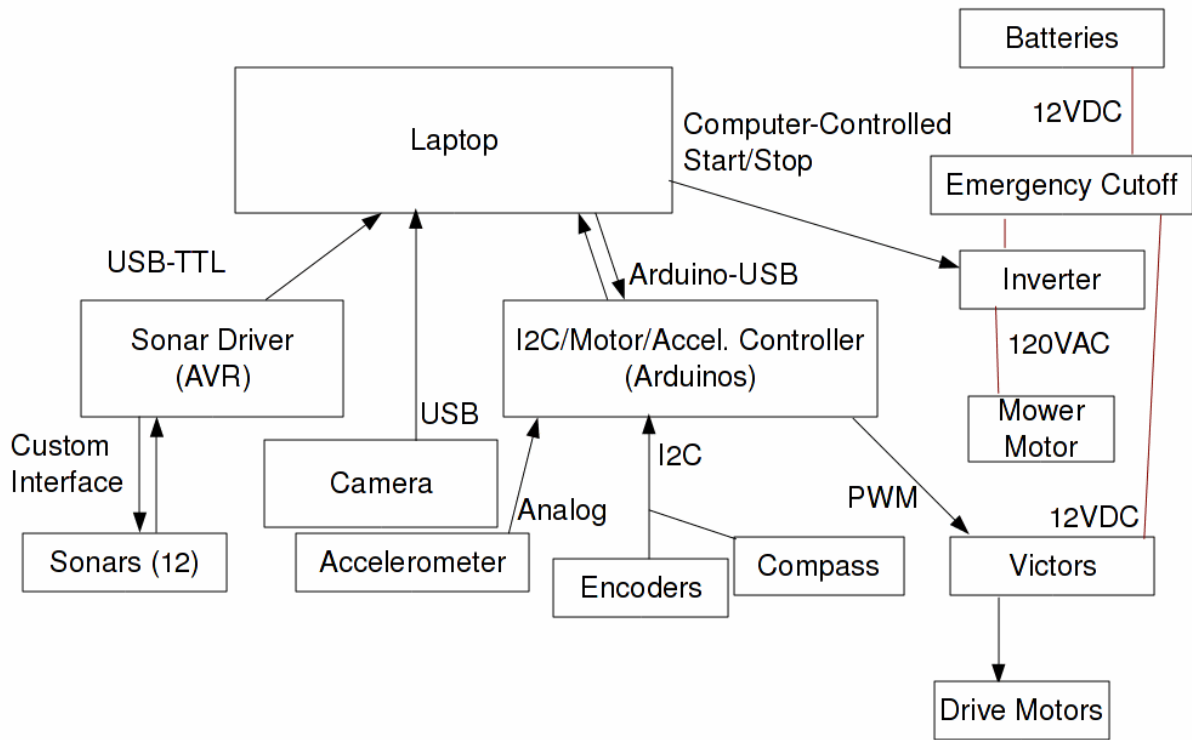 Batteries
12VDC
Laptop
Computer-Controlled
Start/Stop
Emergency Cutoff
USB-TTL
Arduino-USB
Inverter
Sonar Driver
(AVR)
I2C/Motor/Accel. Controller
(Arduinos)
120VAC
Mower
Motor
USB
Custom
Interface
I2C
Camera
PWM
Analog
12VDC
Sonars (12)
Accelerometer
Encoders
Compass
Victors
Drive Motors